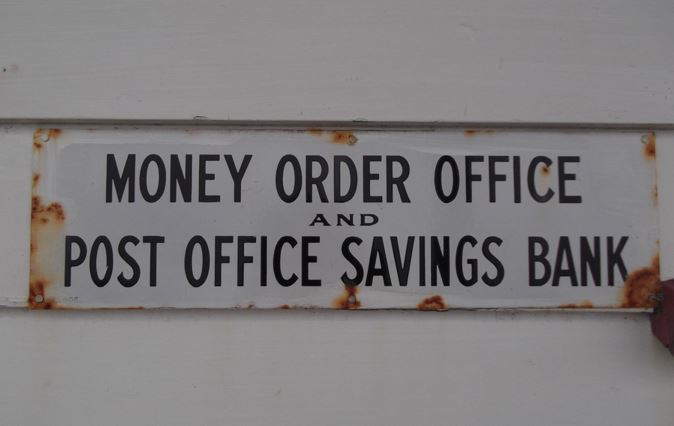 MONEY ORDER OFFICE
AND
POST OFFICE SAVINGS BANK